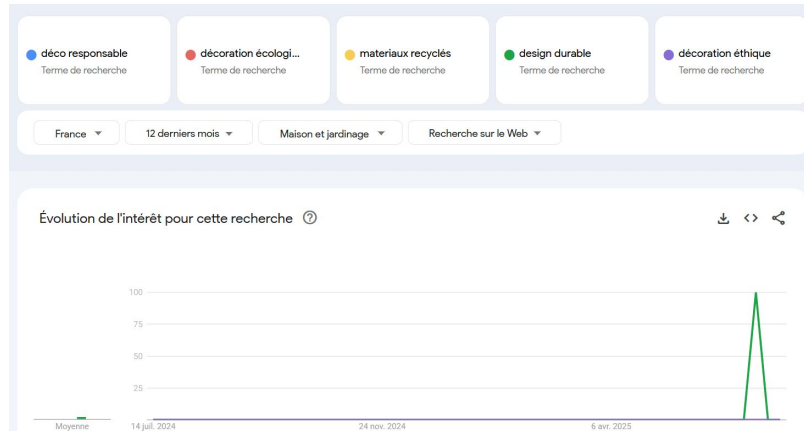 déco responsable
Terme de recherche
décoration écologi...
Terme de recherche
materiaux recyclés
Terme de recherche
design durable
Terme de recherche
décoration éthique
Terme de recherche
France
12 derniers mois
Maison et jardinage
Recherche sur le Web
Évolution de l'intérêt pour cette recherche
100
75
50
25
Moyenne
14 juil. 2024
24 nov. 2024
6 avr. 2025